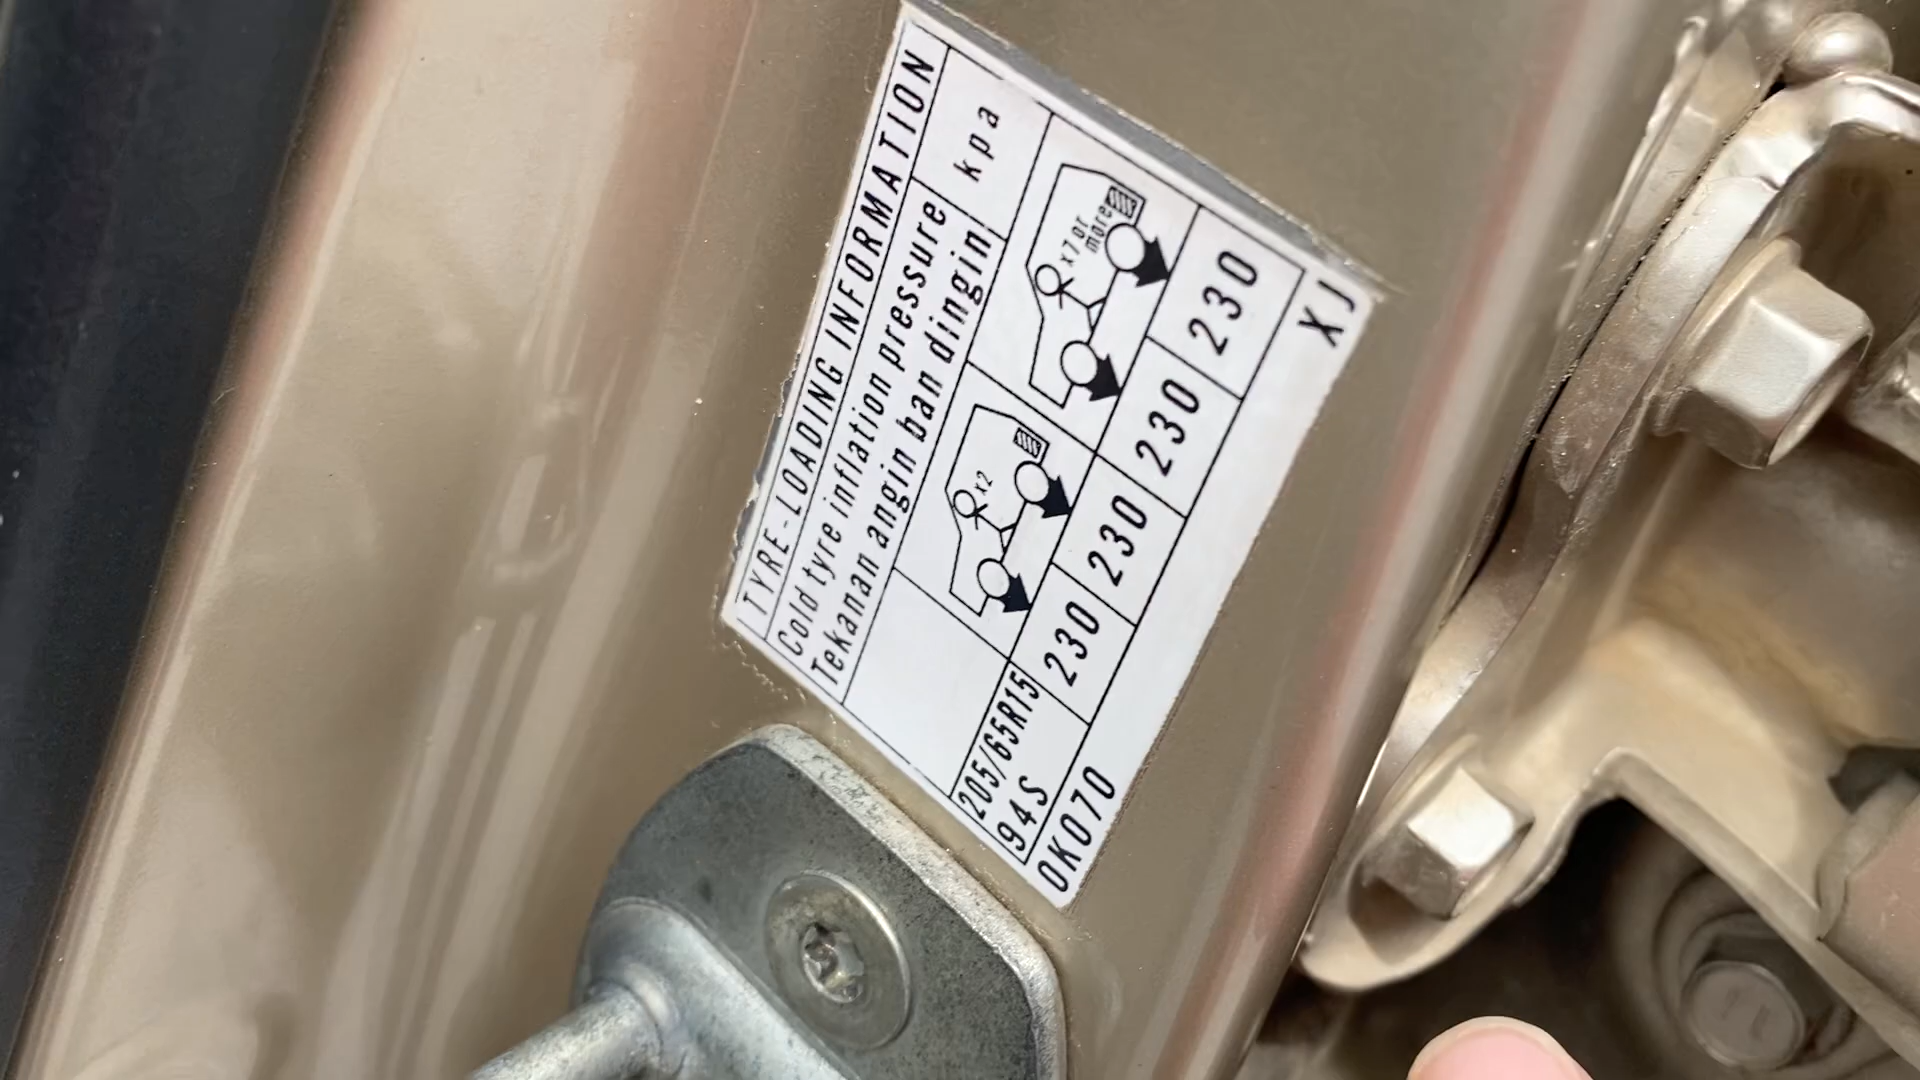 TYRE-LOADING INFORMATION
Cold tyre inflation pressure
Tekanan angin ban dingin
kpa
x2
x7 or
more
205/65R15
94S
230 230 230 230
0K070 XJ